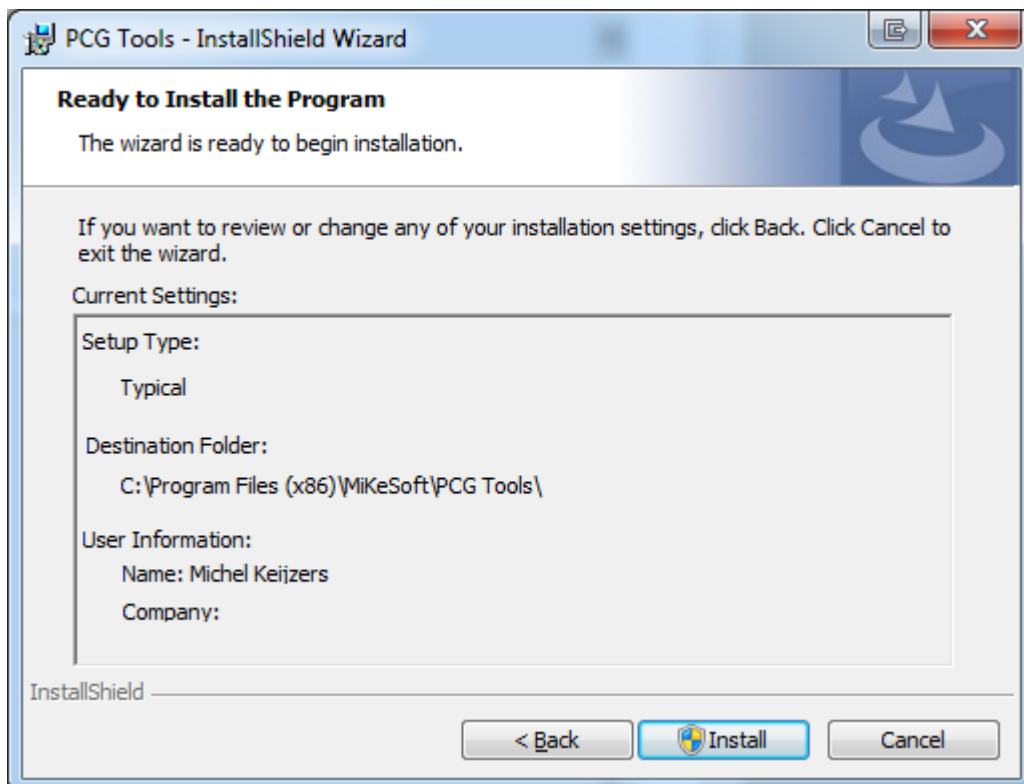 PCG Tools - InstallShield Wizard
Ready to Install the Program
The wizard is ready to begin installation.
If you want to review or change any of your installation settings, click Back. Click Cancel to
exit the wizard.
Current Settings:
Setup Type:
Typical
Destination Folder:
C:\Program Files (x86)\MiKeSoft\PCG Tools\
User Information:
Name: Michel Keijzers
Company:
InstallShield
< Back
Install
Cancel